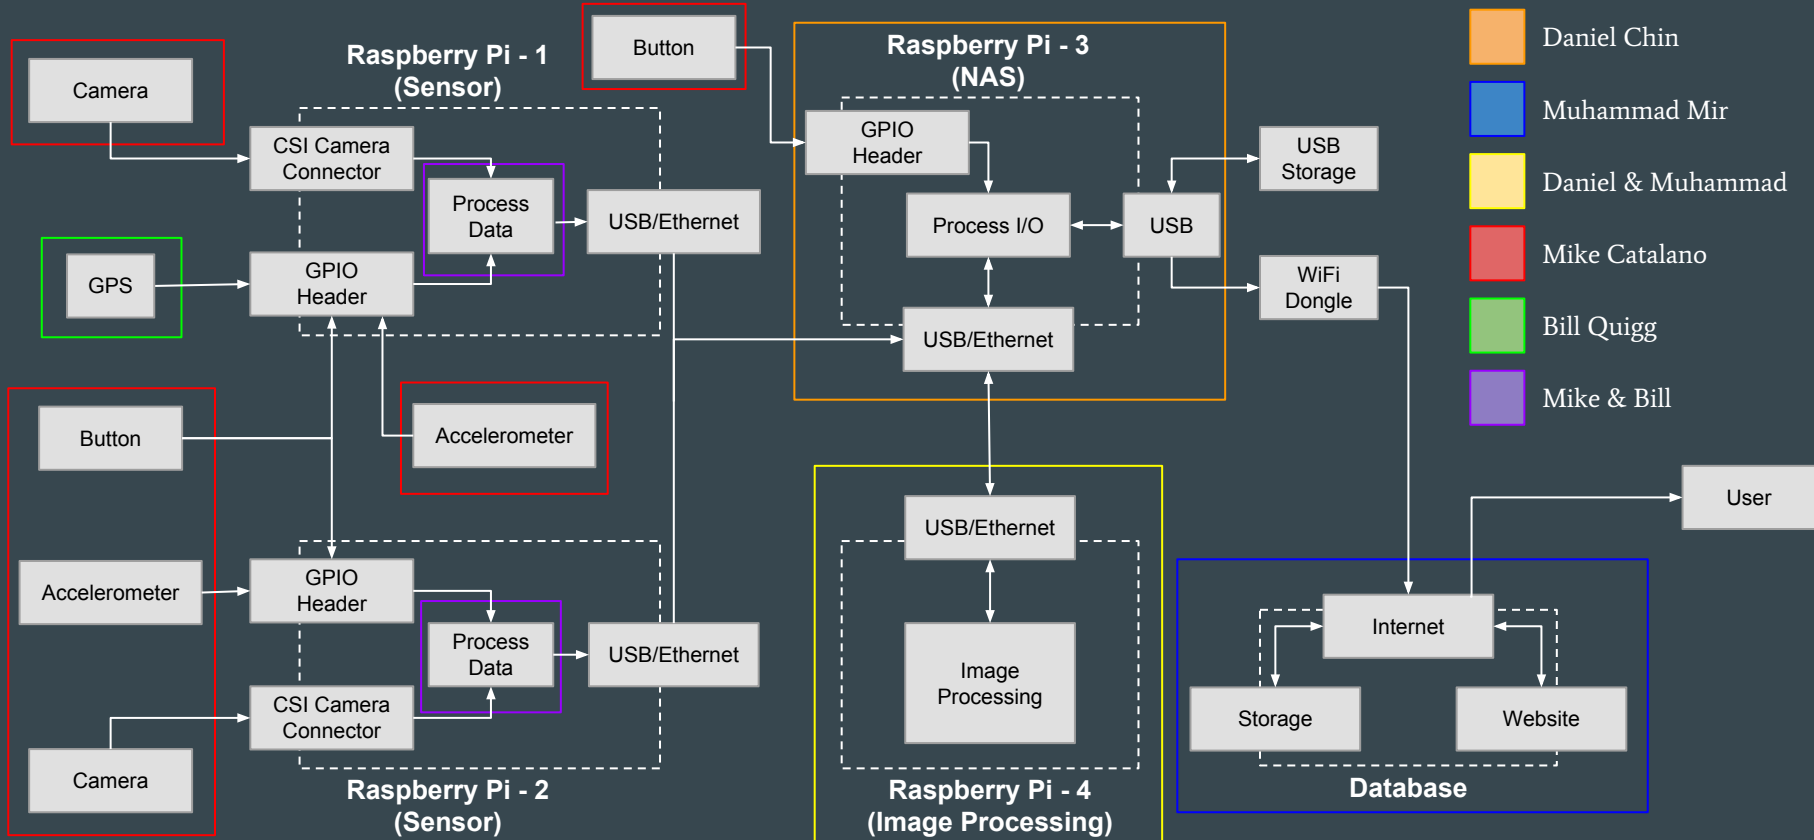 Camera
Raspberry Pi - 1
(Sensor)
CSI Camera
Connector
Process
Data
USB/Ethernet
GPS
GPIO
Header
Button
Accelerometer
Accelerometer
GPIO
Header
Process
Data
USB/Ethernet
CSI Camera
Connector
Camera
Raspberry Pi - 2
(Sensor)
Button
Raspberry Pi - 3
(NAS)
GPIO
Header
Process I/O
USB
USB/Ethernet
USB
Storage
WiFi
Dongle
USB/Ethernet
Image
Processing
Raspberry Pi - 4
(Image Processing)
User
Internet
Storage
Website
Database
Daniel Chin
Muhammad Mir
Daniel & Muhammad
Mike Catalano
Bill Quigg
Mike & Bill